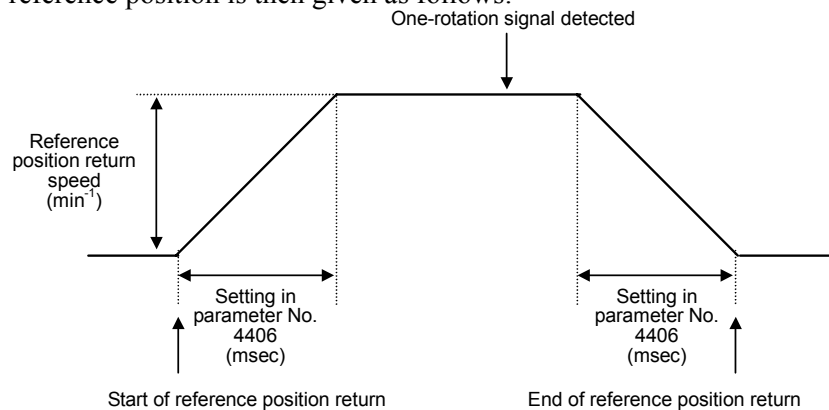 reference position is then given as follows.
One-rotation signal detected
Reference
position return
speed
(min-1)
Setting in
parameter No.
4406
(msec)
Setting in
parameter No.
4406
(msec)
Start of reference position return
End of reference position return